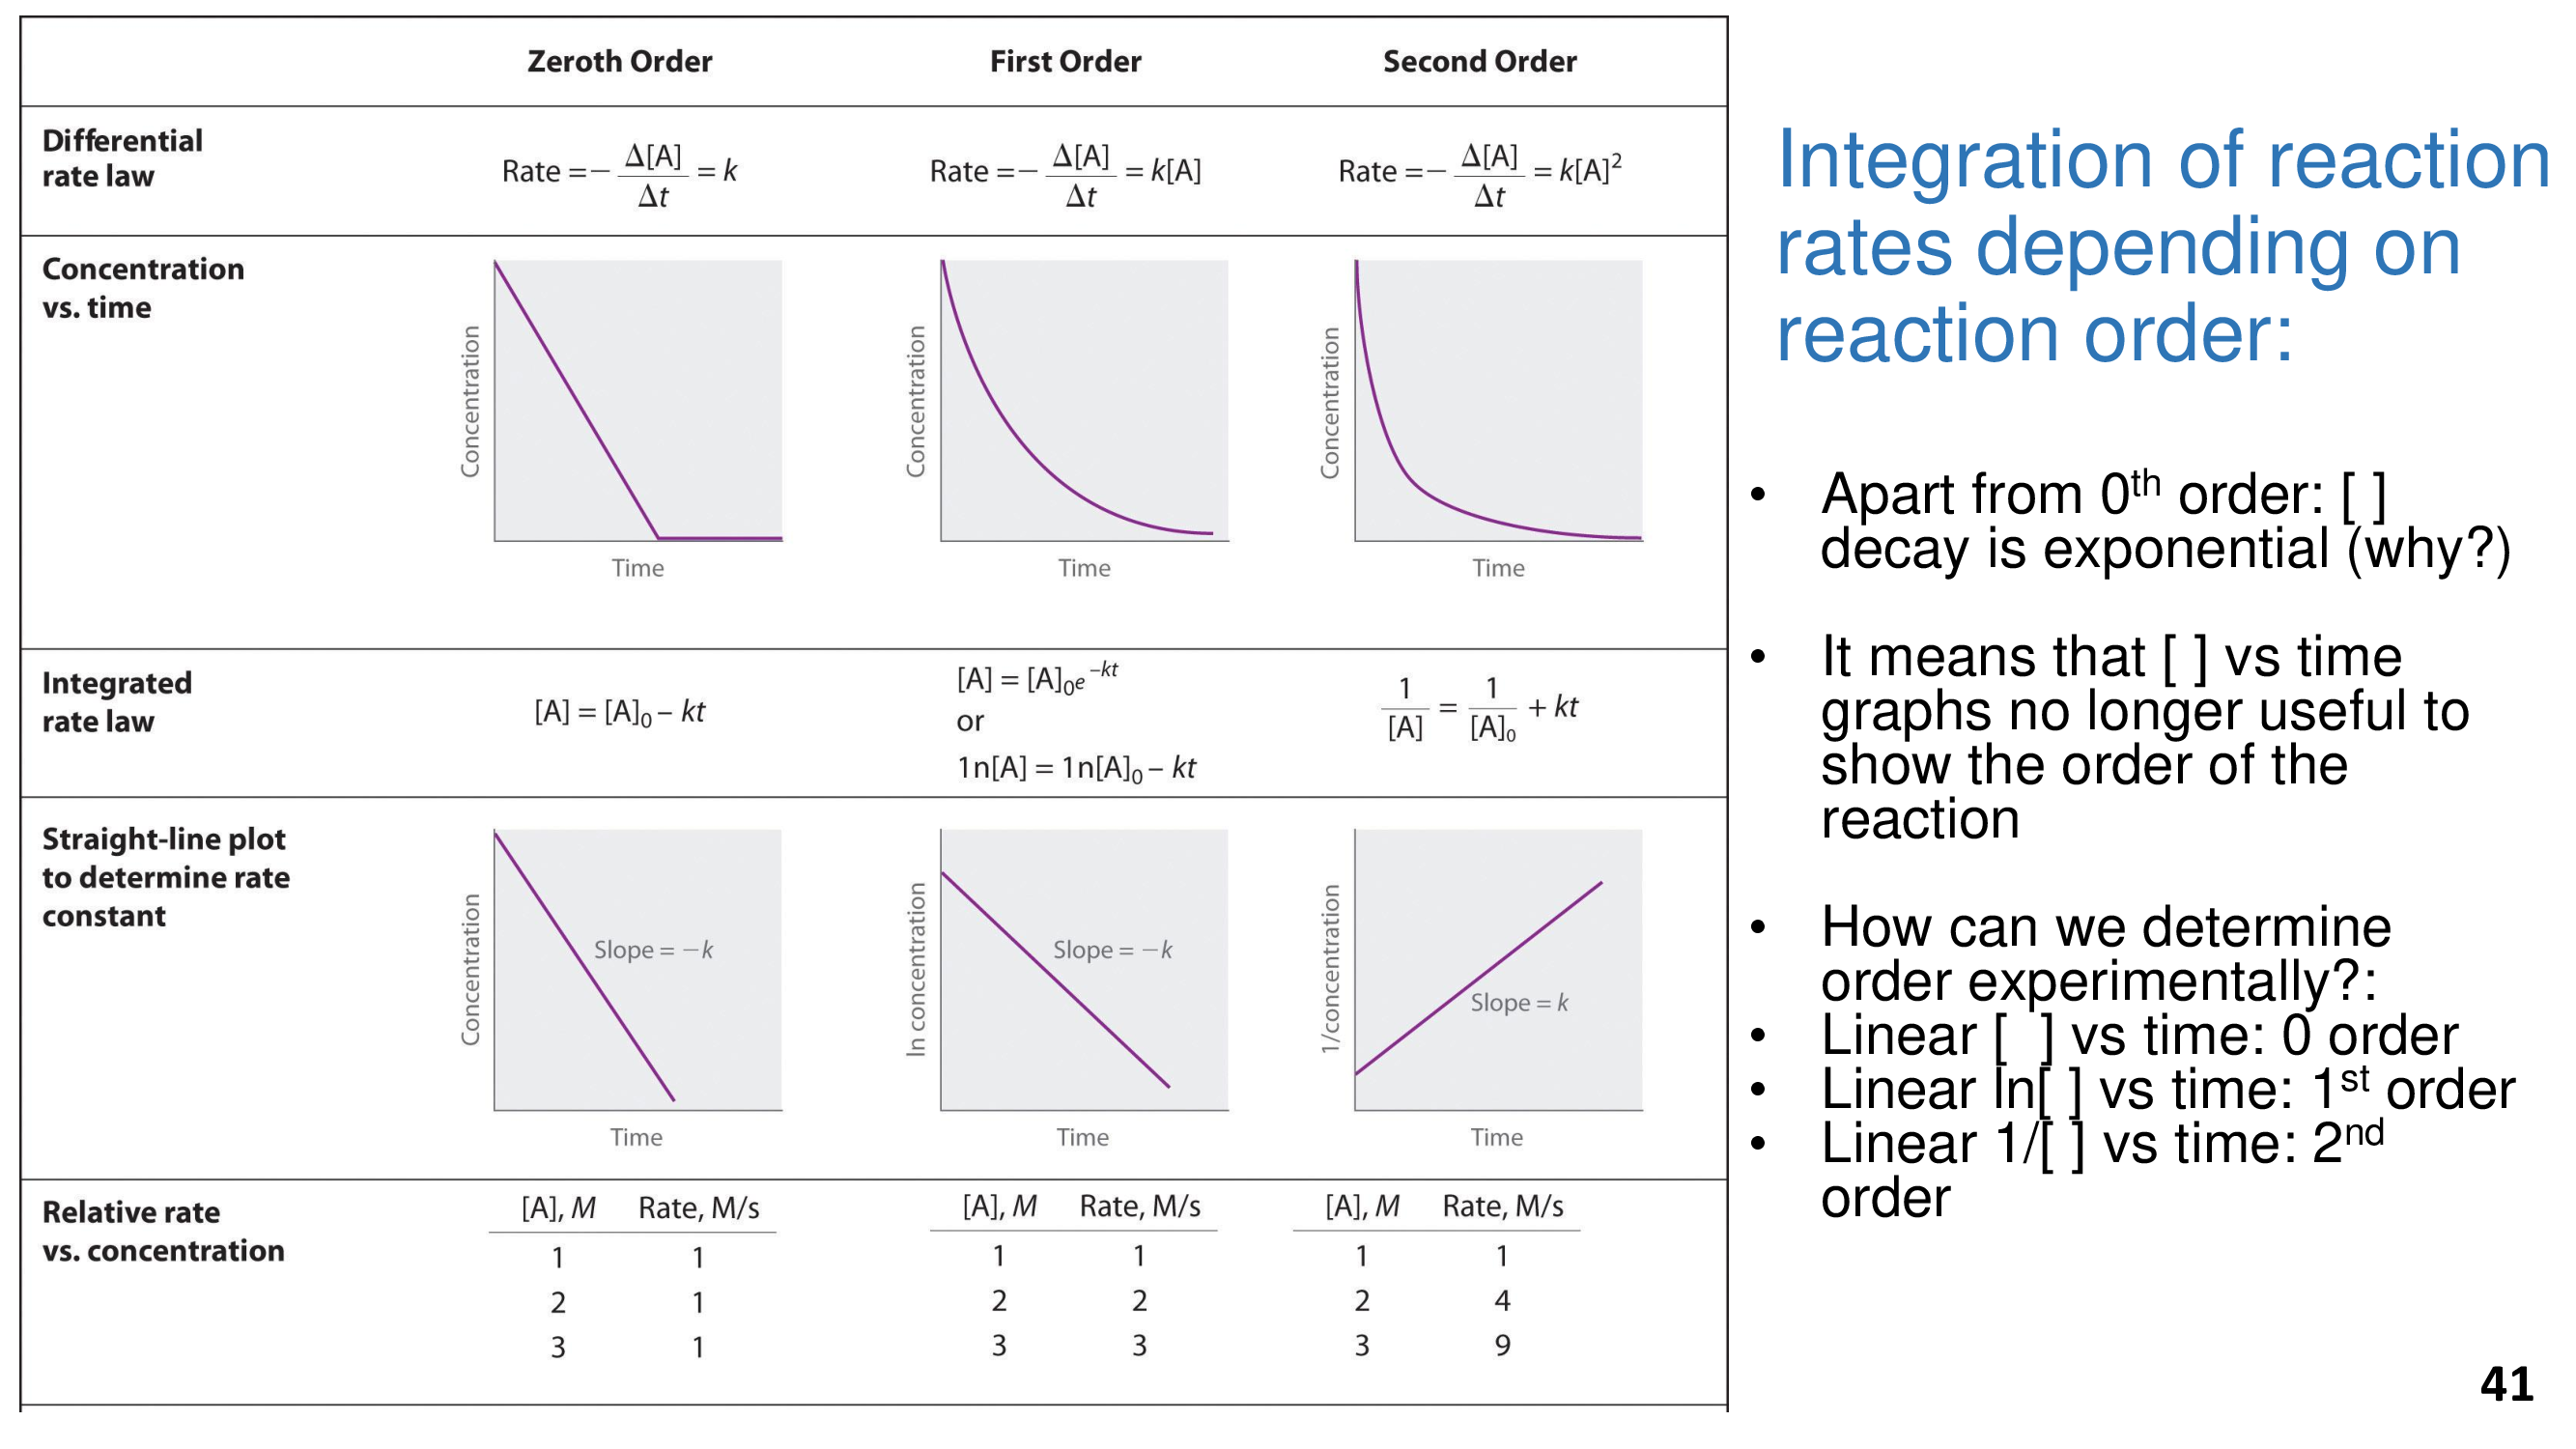 Zeroth Order First Order Second Order
Differential
rate law
Rate =− Δ[A]/Δt = k
Rate =− Δ[A]/Δt = k[A]
Rate =− Δ[A]/Δt = k[A]²
Concentration
vs. time
Concentration
Time
Concentration
Time
Concentration
Time
Integrated
rate law
[A] = [A]₀ – kt
[A] = [A]₀e⁻ᵏᵗ
or
1n[A] = 1n[A]₀ – kt
1/[A] = 1/[A]₀ + kt
Straight-line plot
to determine rate
constant
Concentration
Slope = −k
Time
ln concentration
Slope = −k
Time
1/concentration
Slope = k
Time
Relative rate
vs. concentration
[A], M Rate, M/s
1 1
2 1
3 1
[A], M Rate, M/s
1 1
2 2
3 3
[A], M Rate, M/s
1 1
2 4
3 9
Integration of reaction
rates depending on
reaction order:
• Apart from 0th order: [ ]
decay is exponential (why?)
• It means that [ ] vs time
graphs no longer useful to
show the order of the
reaction
• How can we determine
order experimentally?:
• Linear [  ] vs time: 0 order
• Linear ln[ ] vs time: 1st order
• Linear 1/[ ] vs time: 2nd
order
41